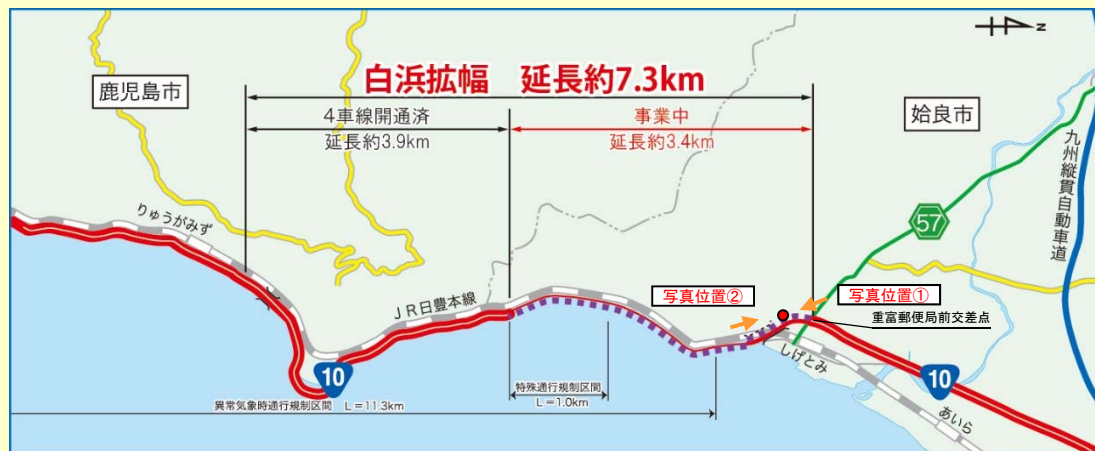 N
白浜拡幅　延長約7.3km
鹿児島市
4車線開通済
延長約3.9km
事業中
延長約3.4km
姶良市
九州縦貫自動車道
57
りゅうがみず
JR日豊本線
写真位置②
写真位置①
重富郵便局前交差点
しげとみ
10
10
特殊通行規制区間
L=1.0km
異常気象時通行規制区間　L=11.3km
あいら